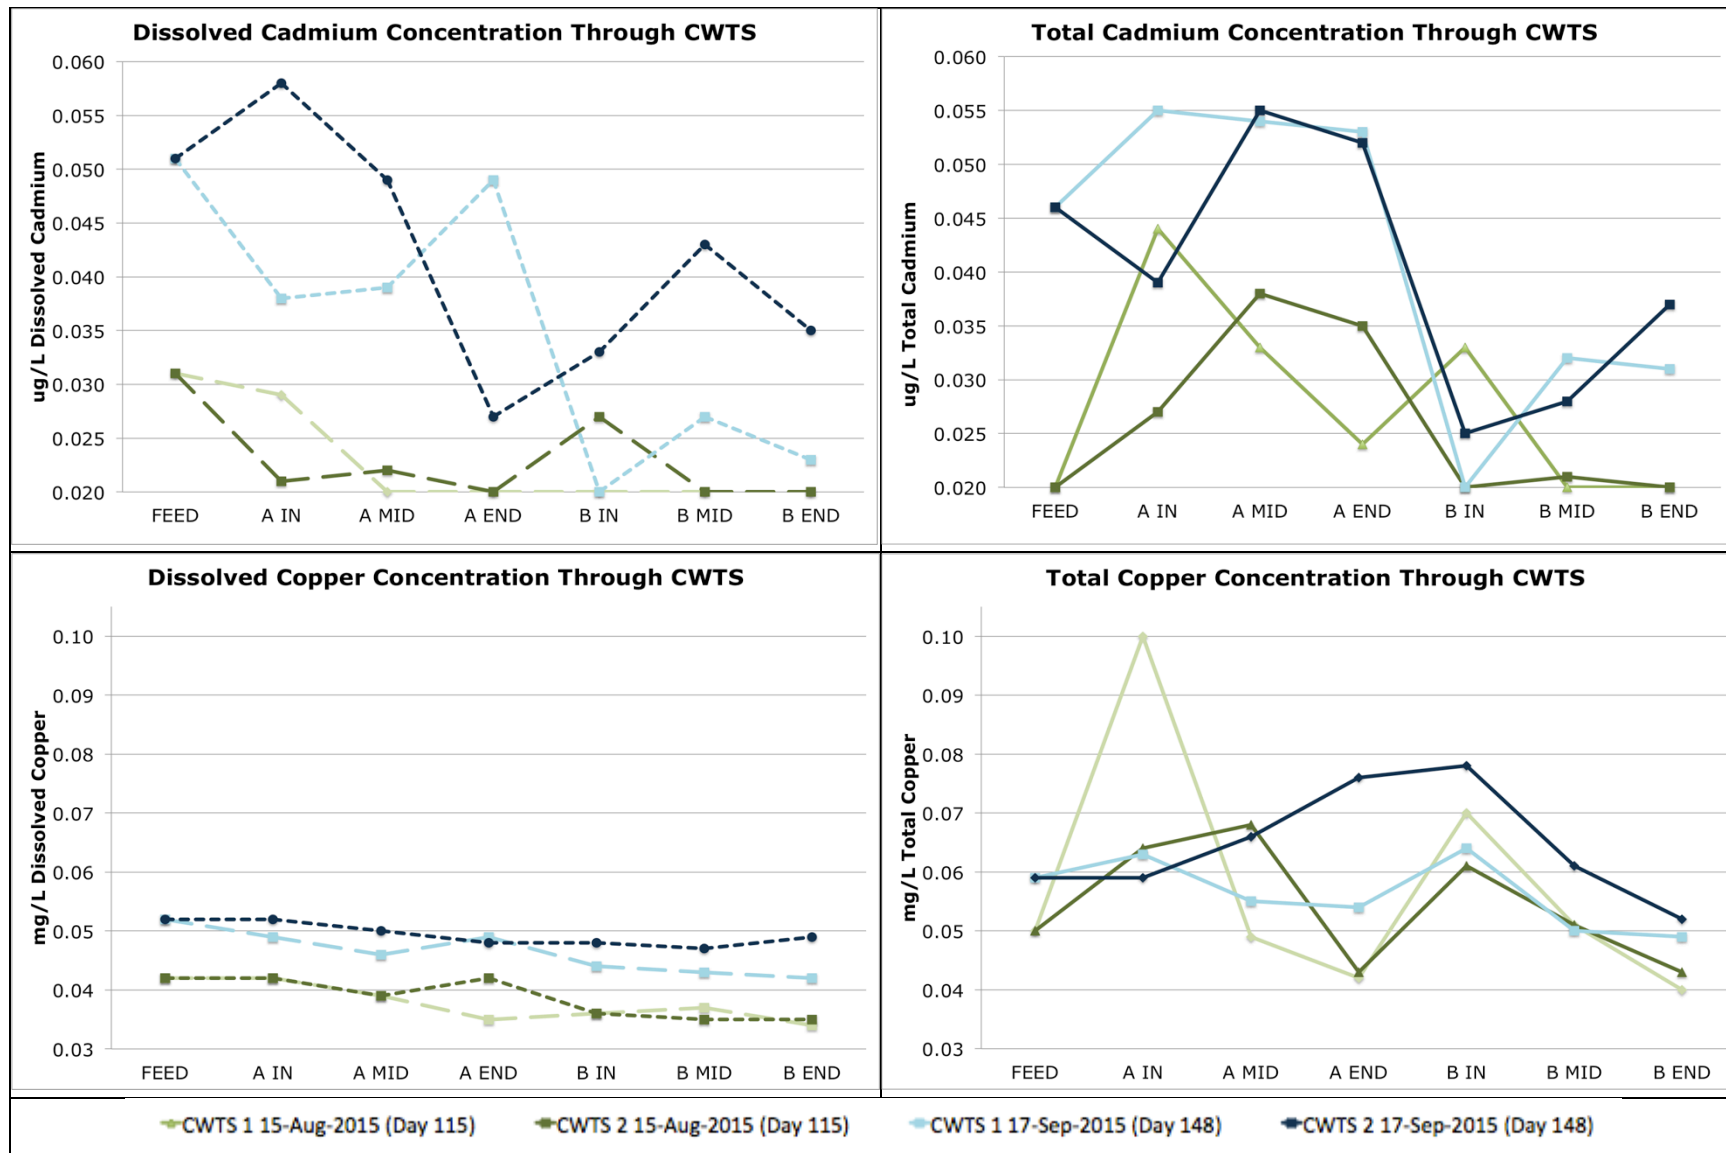 Dissolved Cadmium Concentration Through CWTS
ug/L Dissolved Cadmium
0.060
0.055
0.050
0.045
0.040
0.035
0.030
0.025
0.020
FEED A IN A MID A END B IN B MID B END
Total Cadmium Concentration Through CWTS
ug/L Total Cadmium
0.060
0.055
0.050
0.045
0.040
0.035
0.030
0.025
0.020
FEED A IN A MID A END B IN B MID B END
Dissolved Copper Concentration Through CWTS
mg/L Dissolved Copper
0.10
0.09
0.08
0.07
0.06
0.05
0.04
0.03
FEED A IN A MID A END B IN B MID B END
Total Copper Concentration Through CWTS
mg/L Total Copper
0.10
0.09
0.08
0.07
0.06
0.05
0.04
0.03
FEED A IN A MID A END B IN B MID B END
CWTS 1 15-Aug-2015 (Day 115) CWTS 2 15-Aug-2015 (Day 115) CWTS 1 17-Sep-2015 (Day 148) CWTS 2 17-Sep-2015 (Day 148)